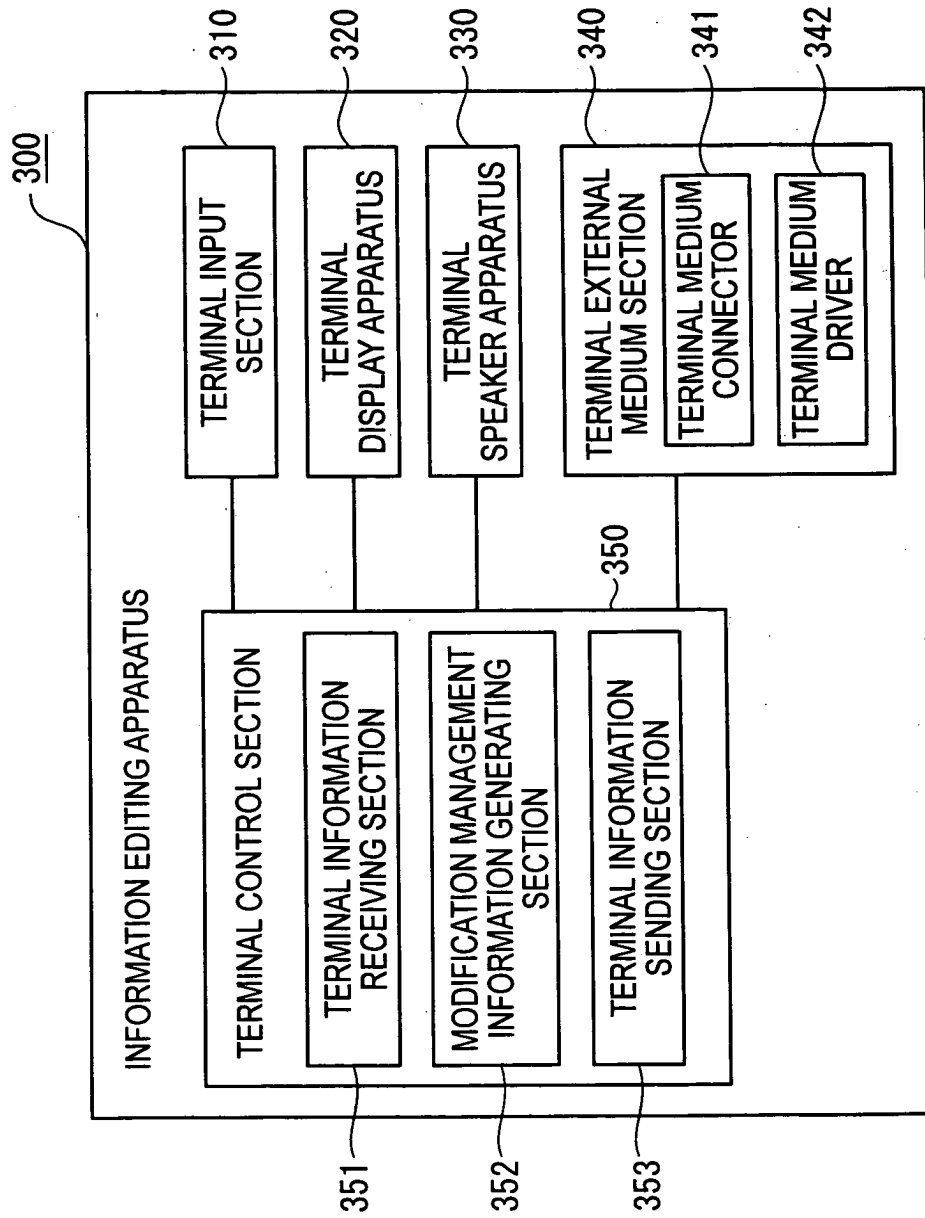 300
INFORMATION EDITING APPARATUS
TERMINAL CONTROL SECTION
TERMINAL INFORMATION
RECEIVING SECTION
MODIFICATION MANAGEMENT
INFORMATION GENERATING
SECTION
TERMINAL INFORMATION
SENDING SECTION
351
352
353
350
TERMINAL INPUT
SECTION
TERMINAL
DISPLAY APPARATUS
TERMINAL
SPEAKER APPARATUS
TERMINAL EXTERNAL
MEDIUM SECTION
TERMINAL MEDIUM
CONNECTOR
TERMINAL MEDIUM
DRIVER
310
320
330
340
341
342